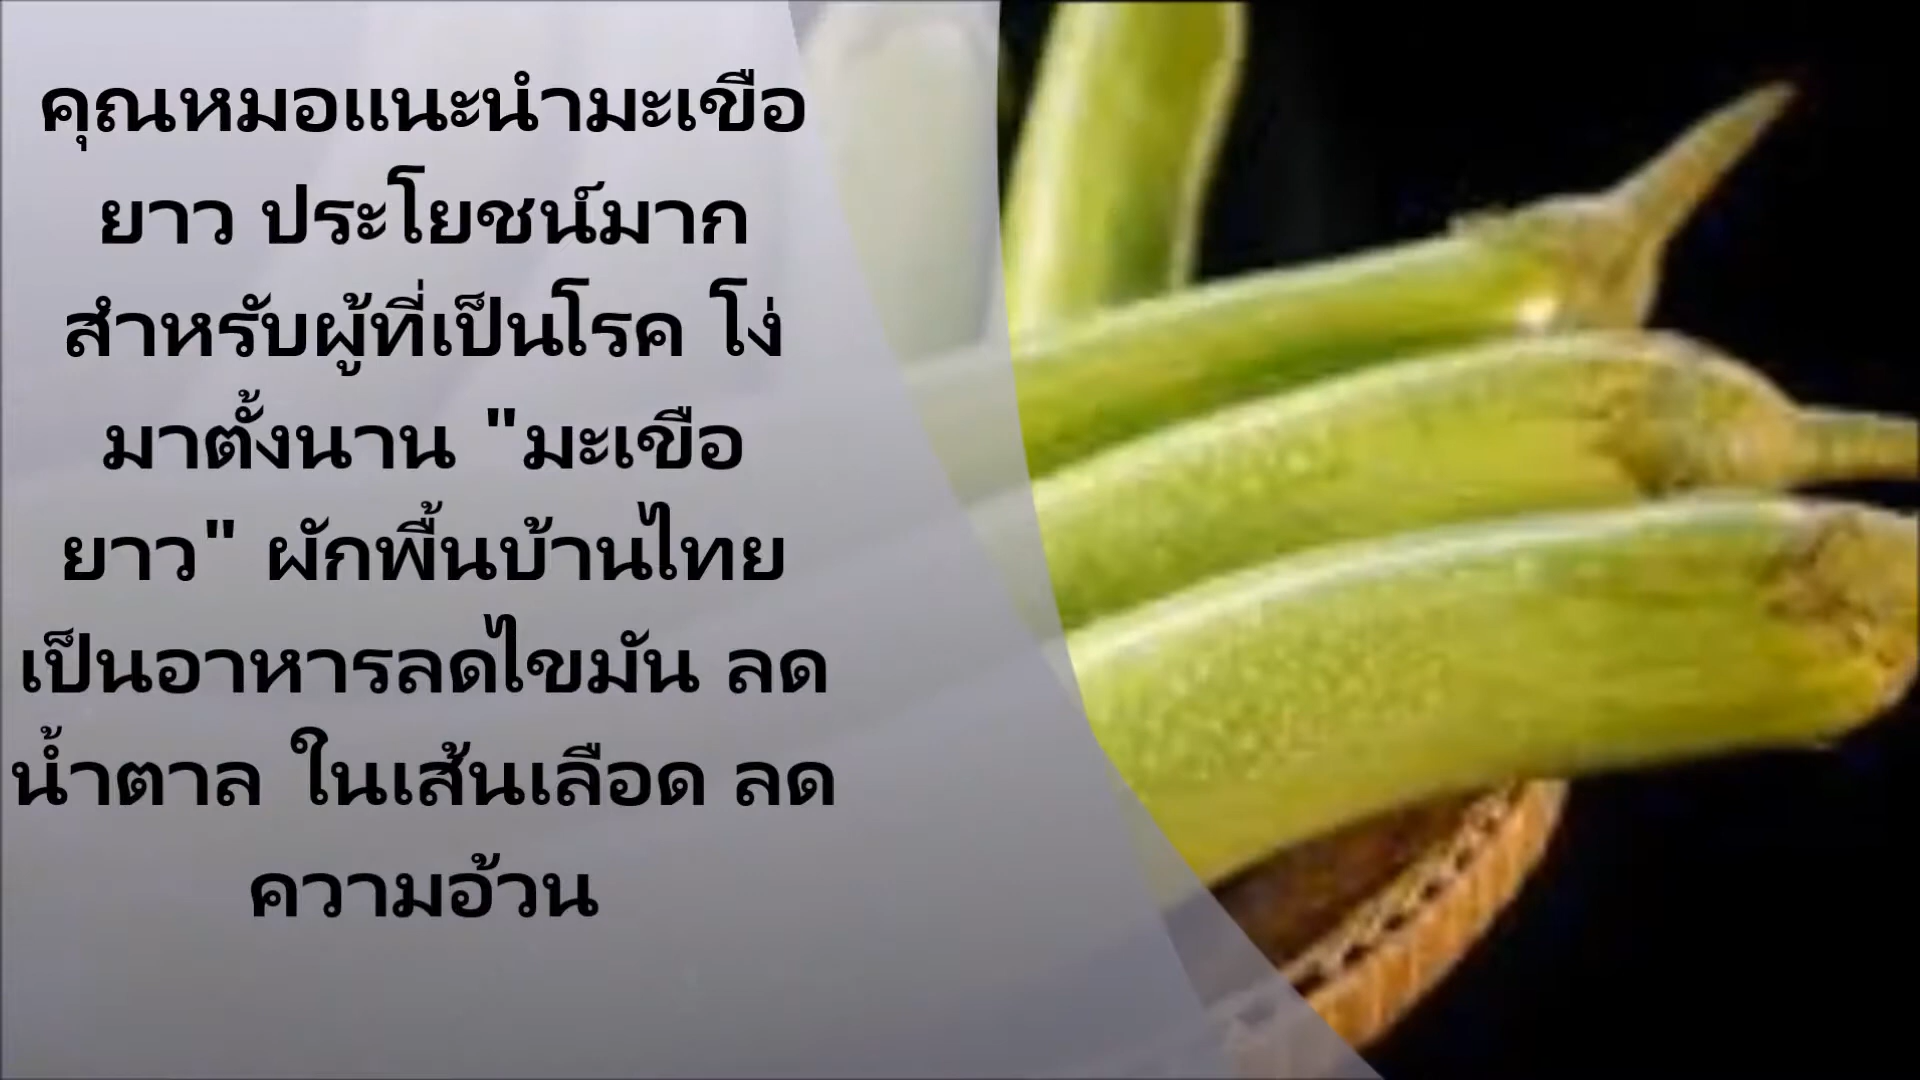 คุณหมอแนะนำมะเขือ
ยาว ประโยชน์มาก
สำหรับผู้ที่เป็นโรค โง่
มาตั้งนาน "มะเขือ
ยาว" ผักพื้นบ้านไทย
เป็นอาหารลดไขมัน ลด
น้ำตาล ในเส้นเลือด ลด
ความอ้วน